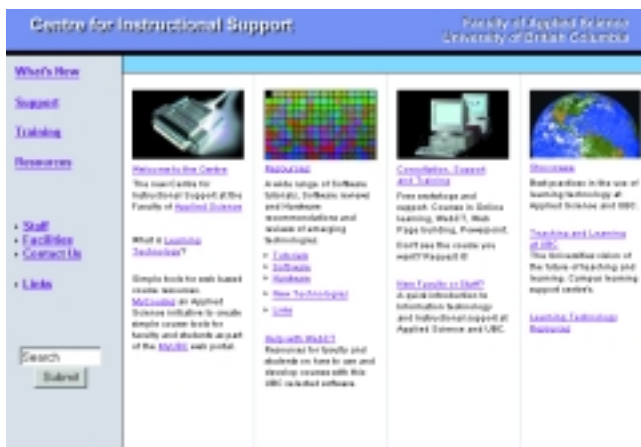 Centre for Instructional Support
Faculty of Applied Science
University of British Columbia
What's New
Support
Training
Resources
Staff
Facilities
Contact Us
Links
Search
Submit
Welcome to the Centre
The new Centre for
Instructional Support at the
Faculty of Applied Science
What is Learning
Technology?
Simple tools for web based
course resources.
MyCourses an Applied
Science initiative to create
simple course tools for
faculty and students as part
of the MyUBC web portal.
Resources
A wide range of Software
tutorials, Software reviews
and Hardware
recommendations and
reviews of emerging
technologies.
Tutorials
Software
Hardware
New Technologies
Links
Help with WebCT
Resources for faculty and
students on how to use and
develop courses with this
UBC selected software.
Consultation, Support
and Training
Free workshops and
support. Courses in Online
learning, WebCT, Web
Page building, Powerpoint.
Don't see the course you
want? Request it!
New Faculty or Staff?
A quick introduction to
Information technology
and Instructional support at
Applied Science and UBC.
Showcase
Best practices in the use of
learning technology at
Applied Science and UBC.
Teaching and Learning
at UBC
The Universities vision of
the future of teaching and
learning. Campus learning
support centre's.
Learning Technology